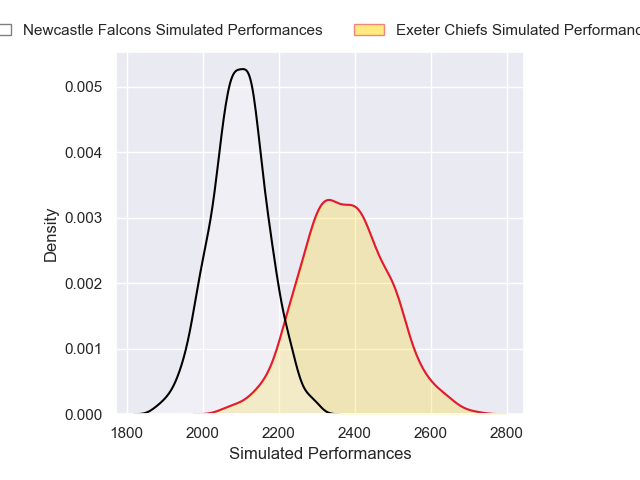 Newcastle Falcons Simulated Performances Exeter Chiefs Simulated
0.005
0.004
0.003
0.002
0.001
0.000
Density
1800 2000 2200 2400 2600 2800
Simulated Performances